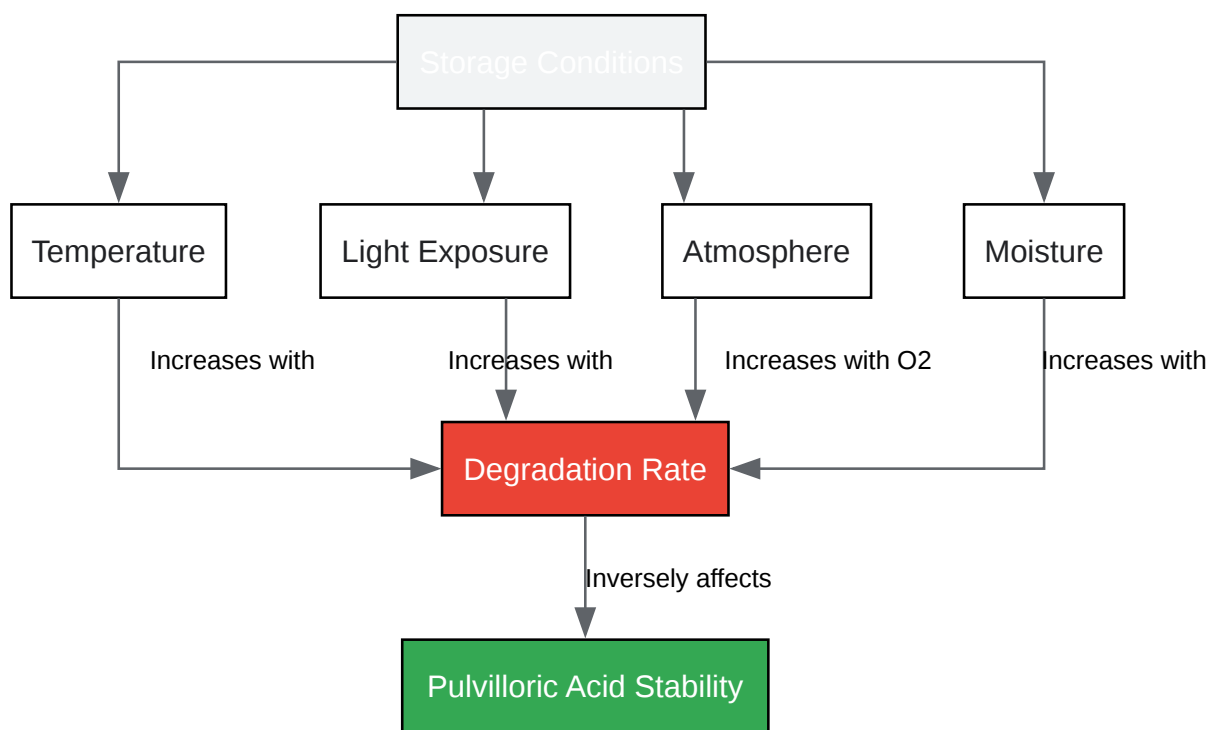 Storage Conditions
Temperature
Light Exposure
Atmosphere
Moisture
Increases with
Increases with
Increases with O2
Increases with
Degradation Rate
Inversely affects
Pulvilloric Acid Stability